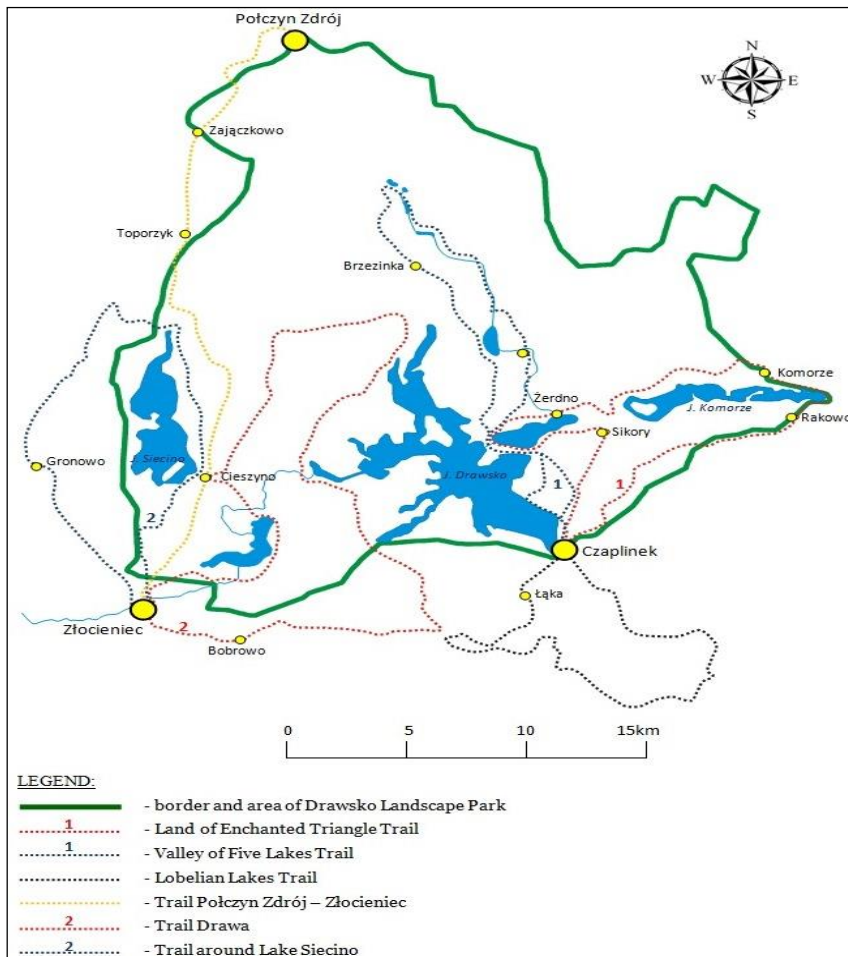 Połczyn Zdrój
N
W E
S
Zajączkowo
Toporzyk
Brzezinka
Komorze
Żerdno
J. Komorze
Rakowo
Sikory
J. Siecino
Gronowo
Cieszyno
J. Drawsko
1
1
2
Czaplinek
Łąka
Złocieniec
2
Bobrowo
0 5 10 15km
LEGEND:
- border and area of Drawsko Landscape Park
1 - Land of Enchanted Triangle Trail
1 - Valley of Five Lakes Trail
- Lobelian Lakes Trail
- Trail Połczyn Zdrój – Złocieniec
2 - Trail Drawa
2 - Trail around Lake Siecino